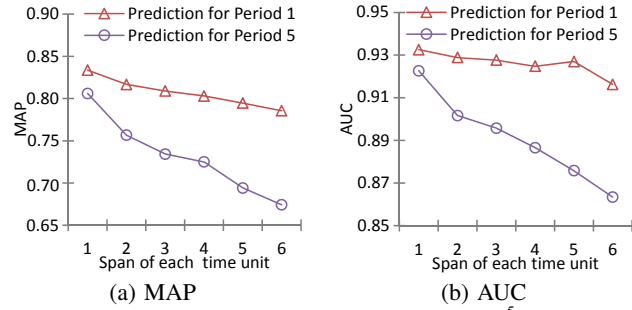 0.90
0.85
0.80
0.75
0.70
0.65
MAP
Prediction for Period 1
Prediction for Period 5
1 2 3 4 5 6
Span of each time unit
(a) MAP
0.95
0.93
0.91
0.89
0.87
0.85
AUC
Prediction for Period 1
Prediction for Period 5
1 2 3 4 5 6
Span of each time unit
(b) AUC
5